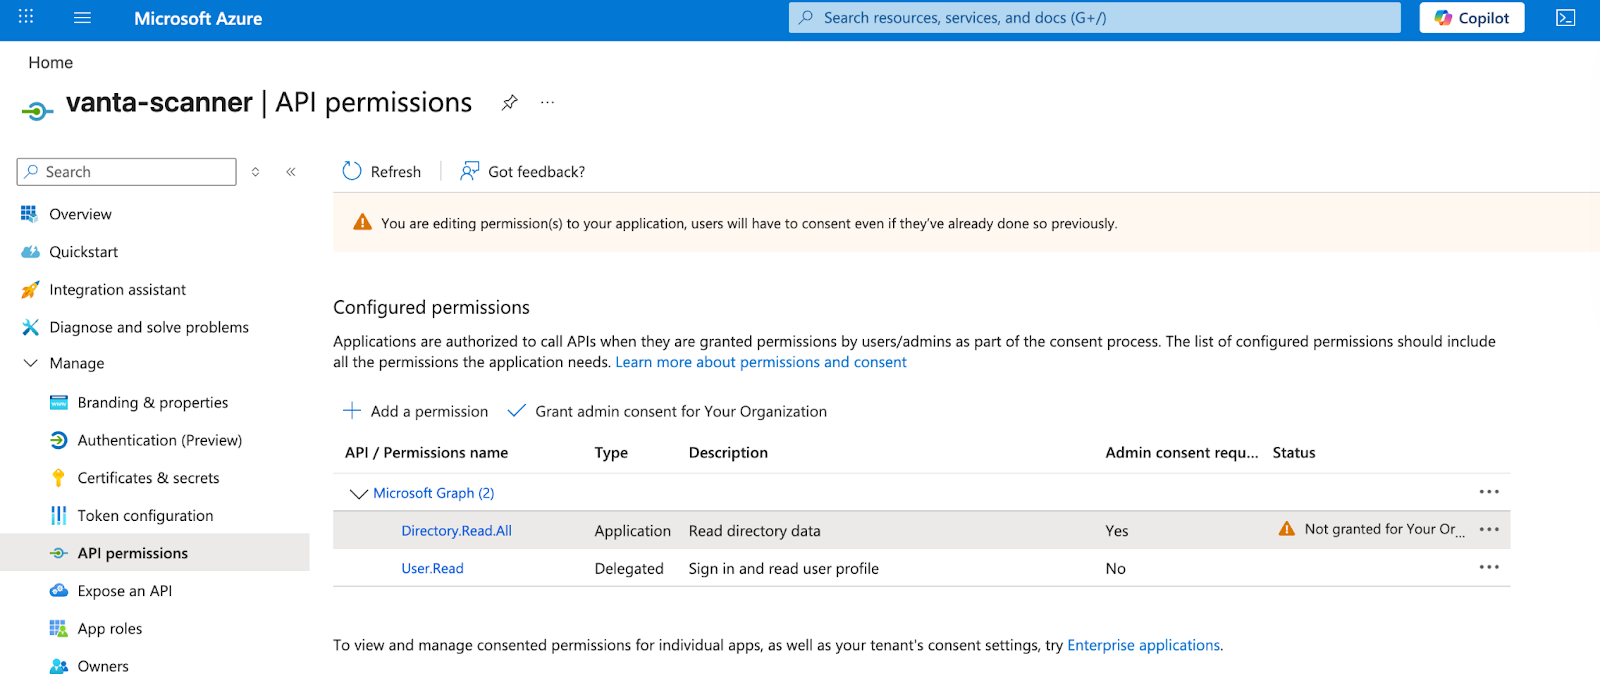 Microsoft Azure
Search resources, services, and docs (G+/)
Copilot
Home
vanta-scanner | API permissions
Search
Refresh
Got feedback?
Overview
Quickstart
Integration assistant
Diagnose and solve problems
Manage
Branding & properties
Authentication (Preview)
Certificates & secrets
Token configuration
API permissions
Expose an API
App roles
Owners
You are editing permission(s) to your application, users will have to consent even if they've already done so previously.
Configured permissions
Applications are authorized to call APIs when they are granted permissions by users/admins as part of the consent process. The list of configured permissions should include
all the permissions the application needs. Learn more about permissions and consent
Add a permission
Grant admin consent for Your Organization
API / Permissions name Type Description Admin consent requ... Status
Microsoft Graph (2)
Directory.Read.All Application Read directory data Yes Not granted for Your Or...
User.Read Delegated Sign in and read user profile No
To view and manage consented permissions for individual apps, as well as your tenant's consent settings, try Enterprise applications.